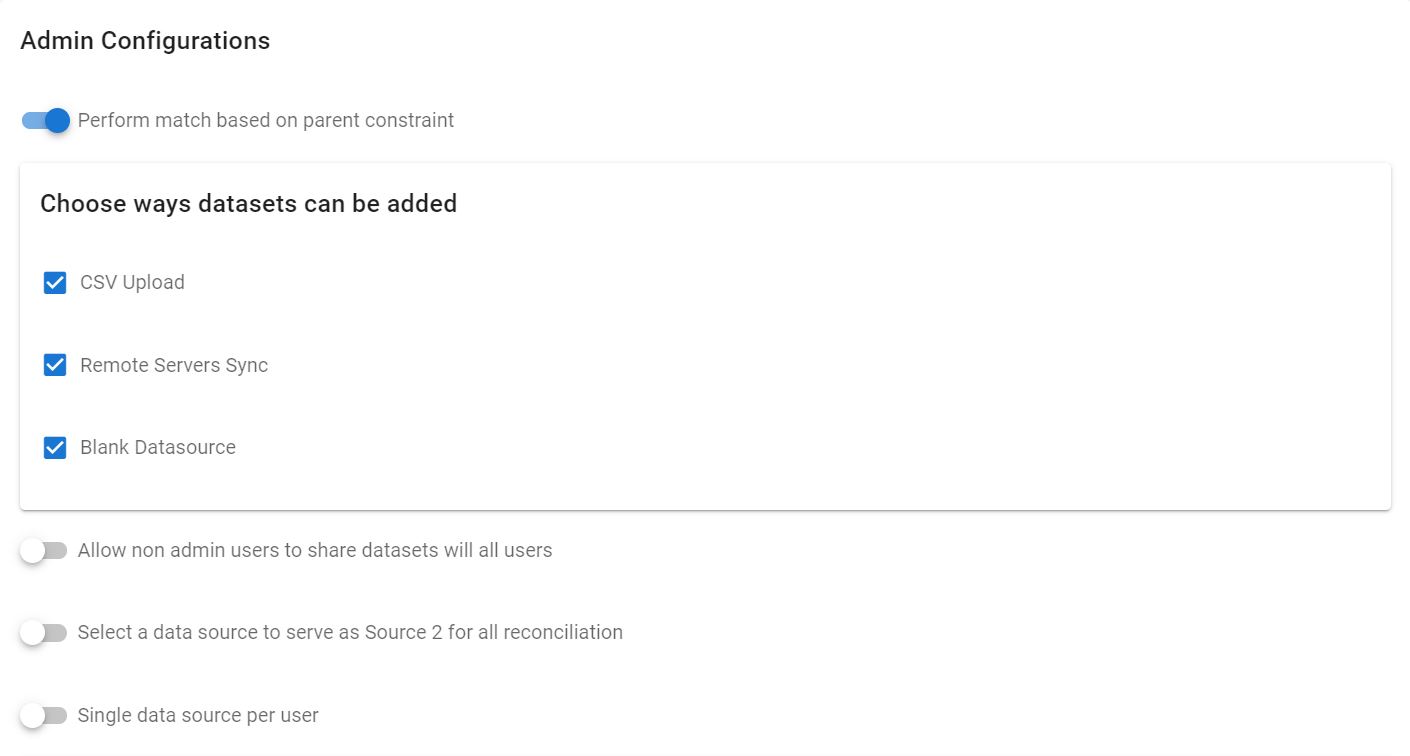 Admin Configurations
Perform match based on parent constraint
Choose ways datasets can be added
CSV Upload
Remote Servers Sync
Blank Datasource
Allow non admin users to share datasets will all users
Select a data source to serve as Source 2 for all reconciliation
Single data source per user